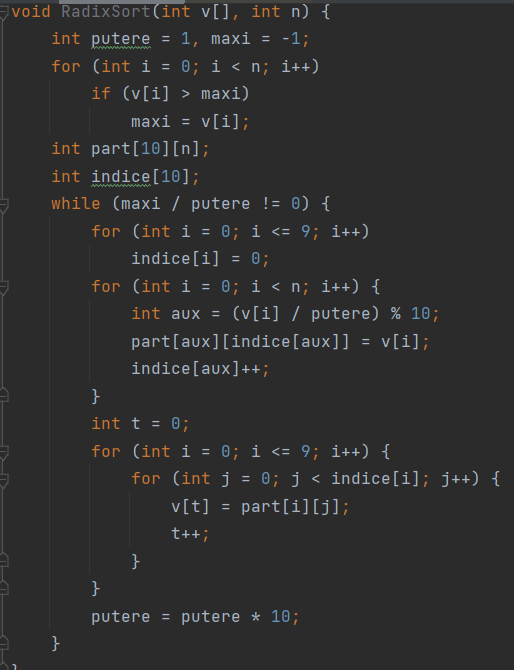 void RadixSort(int v[], int n) {
    int putere = 1, maxi = -1;
    for (int i = 0; i < n; i++)
        if (v[i] > maxi)
            maxi = v[i];
    int part[10][n];
    int indice[10];
    while (maxi / putere != 0) {
        for (int i = 0; i <= 9; i++)
            indice[i] = 0;
        for (int i = 0; i < n; i++) {
            int aux = (v[i] / putere) % 10;
            part[aux][indice[aux]] = v[i];
            indice[aux]++;
        }
        int t = 0;
        for (int i = 0; i <= 9; i++) {
            for (int j = 0; j < indice[i]; j++) {
                v[t] = part[i][j];
                t++;
            }
        }
        putere = putere * 10;
    }
}